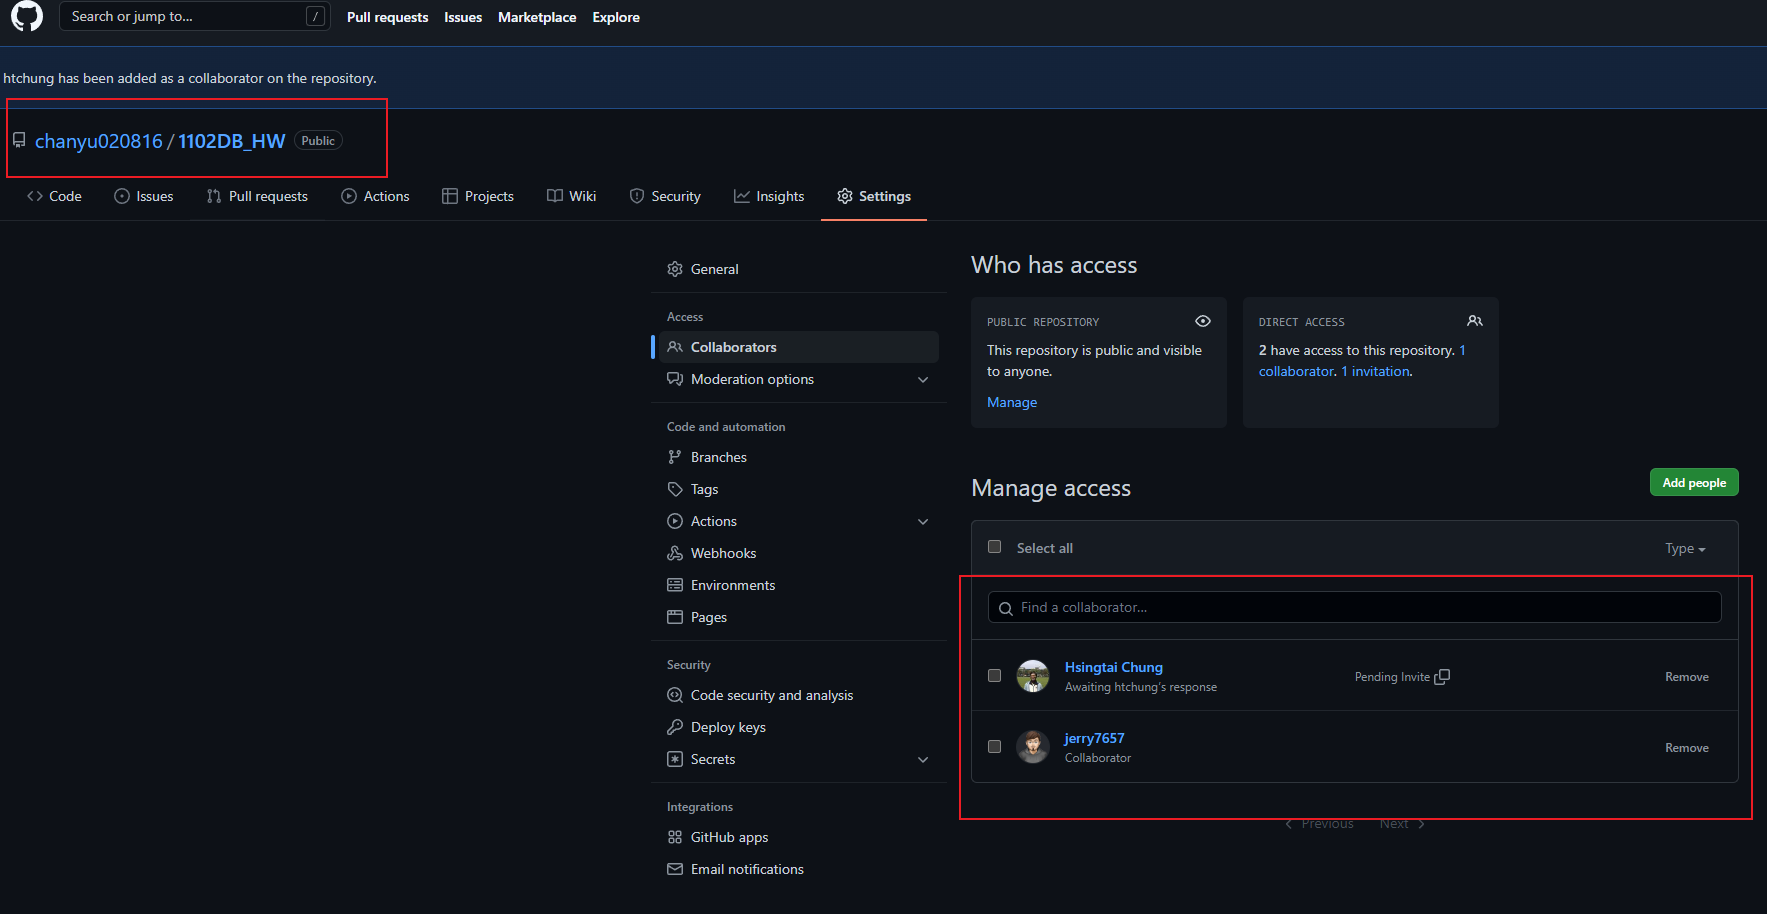 Search or jump to... / Pull requests Issues Marketplace Explore
htchung has been added as a collaborator on the repository.
chanyu020816 / 1102DB_HW Public
Code Issues Pull requests Actions Projects Wiki Security Insights Settings
General
Access
Collaborators
Moderation options
Code and automation
Branches
Tags
Actions
Webhooks
Environments
Pages
Security
Code security and analysis
Deploy keys
Secrets
Integrations
GitHub apps
Email notifications
Who has access
PUBLIC REPOSITORY
This repository is public and visible
to anyone.
Manage
DIRECT ACCESS
2 have access to this repository. 1
collaborator. 1 invitation.
Manage access
Add people
Select all Type
Find a collaborator...
Hsingtai Chung
Awaiting htchung's response
Pending Invite
Remove
jerry7657
Collaborator
Remove
Previous Next